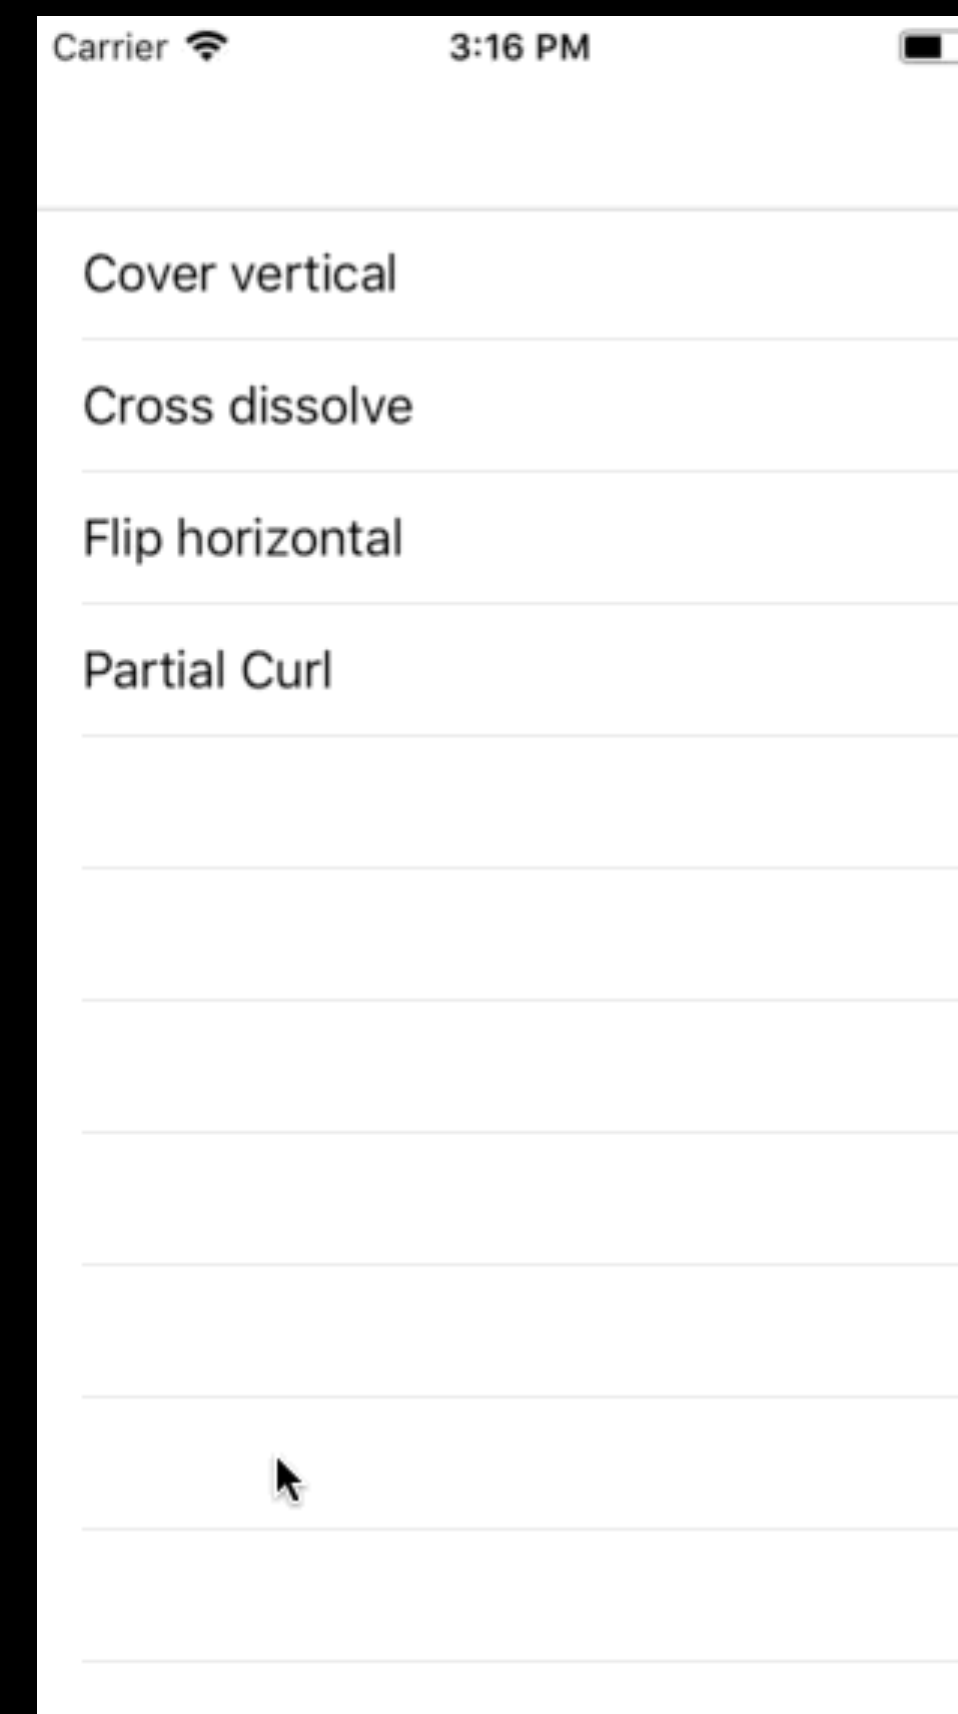 Carrier
3:16 PM
Cover vertical
Cross dissolve
Flip horizontal
Partial Curl